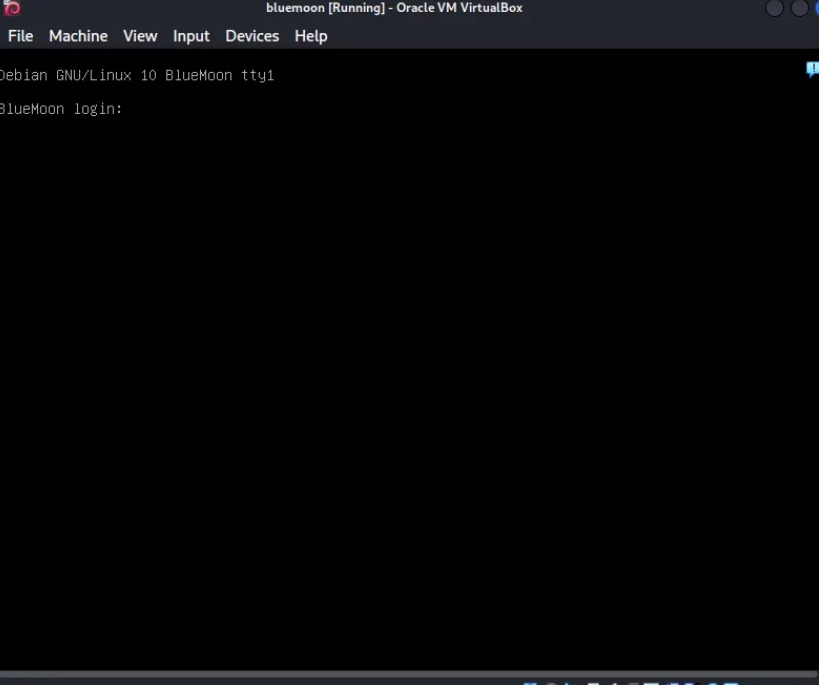 bluemoon [Running] - Oracle VM VirtualBox
File Machine View Input Devices Help
Debian GNU/Linux 10 BlueMoon tty1
BlueMoon login: